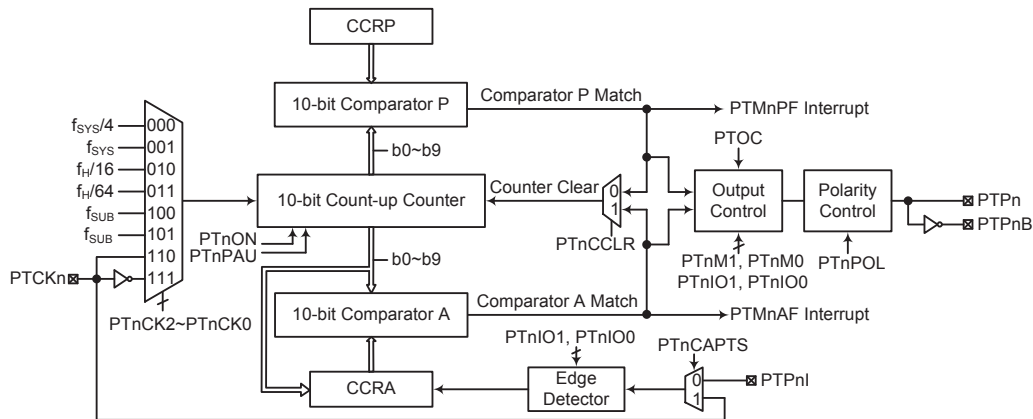 CCRP
10-bit Comparator P
Comparator P Match
PTMnPF Interrupt
b0~b9
PTOC
fSYS/4
fSYS
fH/16
fH/64
fSUB
fSUB
000
001
010
011
100
101
110
111
PTCKn
PTnCK2~PTnCK0
10-bit Count-up Counter
PTnON
PTnPAU
Counter Clear
0
1
PTnCCLR
Output
Control
PTnM1, PTnM0
PTnIO1, PTnIO0
Polarity
Control
PTnPOL
PTPn
PTPnB
b0~b9
10-bit Comparator A
Comparator A Match
PTMnAF Interrupt
PTnIO1, PTnIO0
PTnCAPTS
CCRA
Edge
Detector
0
1
PTPnI